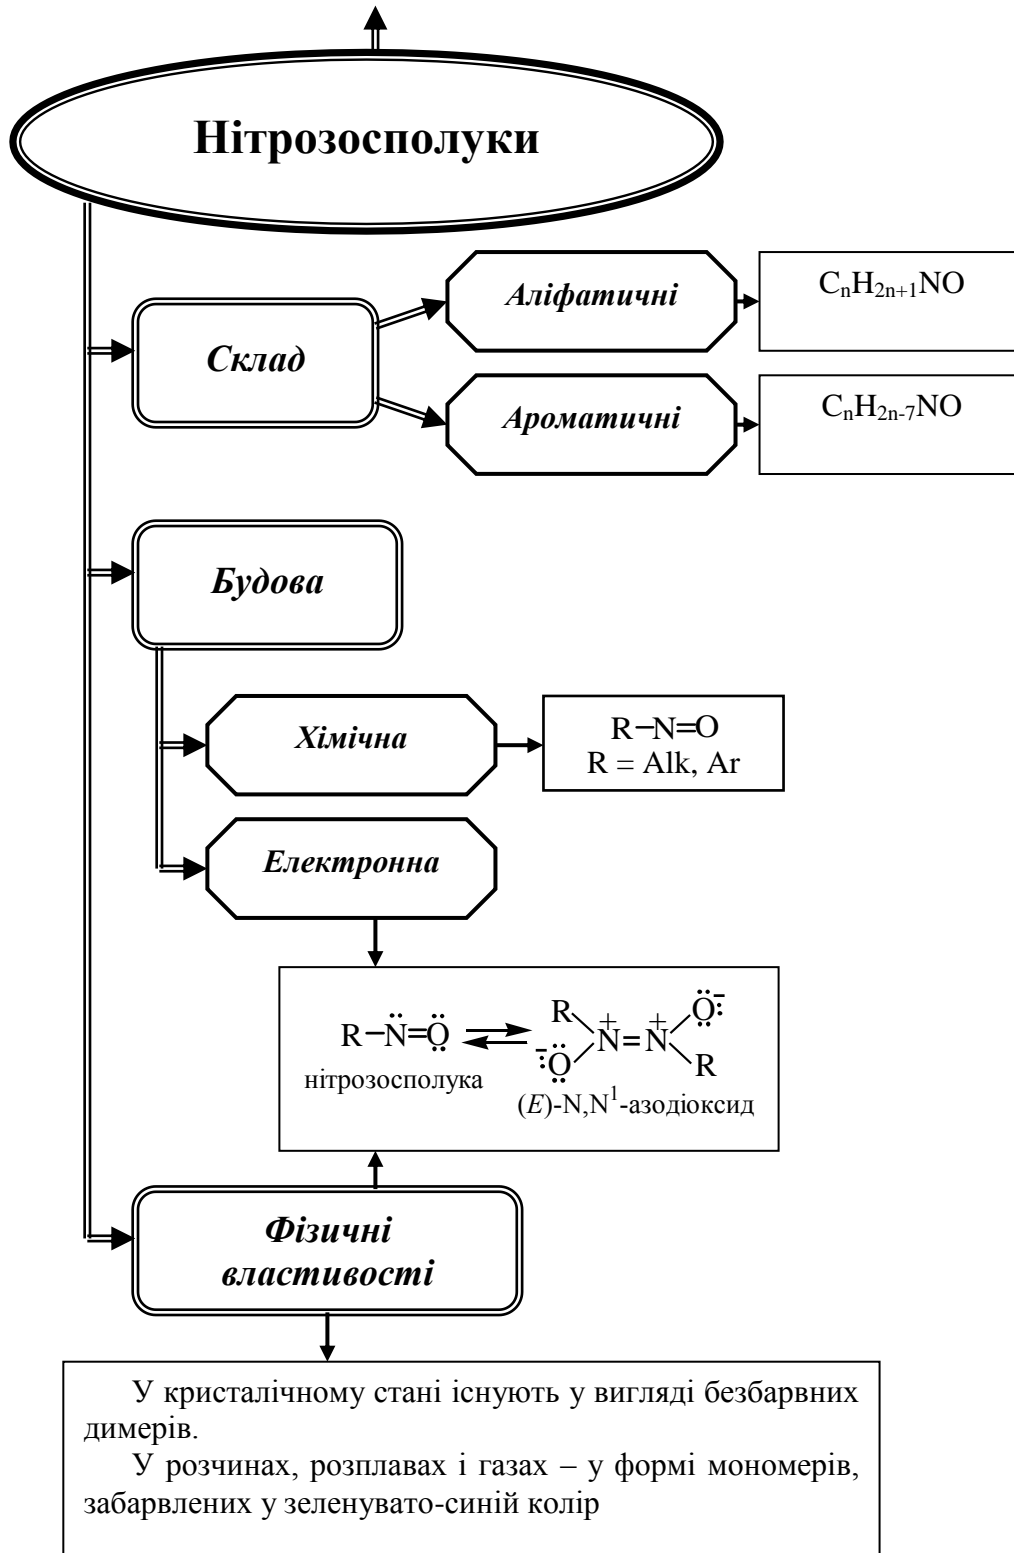 Нітрозосполуки
Аліфатичні
CₙH₂ₙ₊₁NO
Склад
Ароматичні
CₙH₂ₙ₋₇NO
Будова
Хімічна
R–N=O
R = Alk, Ar
Електронна
R–N̈=Ö
R
N⁺=N⁺
O⁻
⁻O
R
нітрозосполука
(E)-N,N¹-азодіоксид
Фізичні
властивості
У кристалічному стані існують у вигляді безбарвних
димерів.
У розчинах, розплавах і газах – у формі мономерів,
забарвлених у зеленувато-синій колір